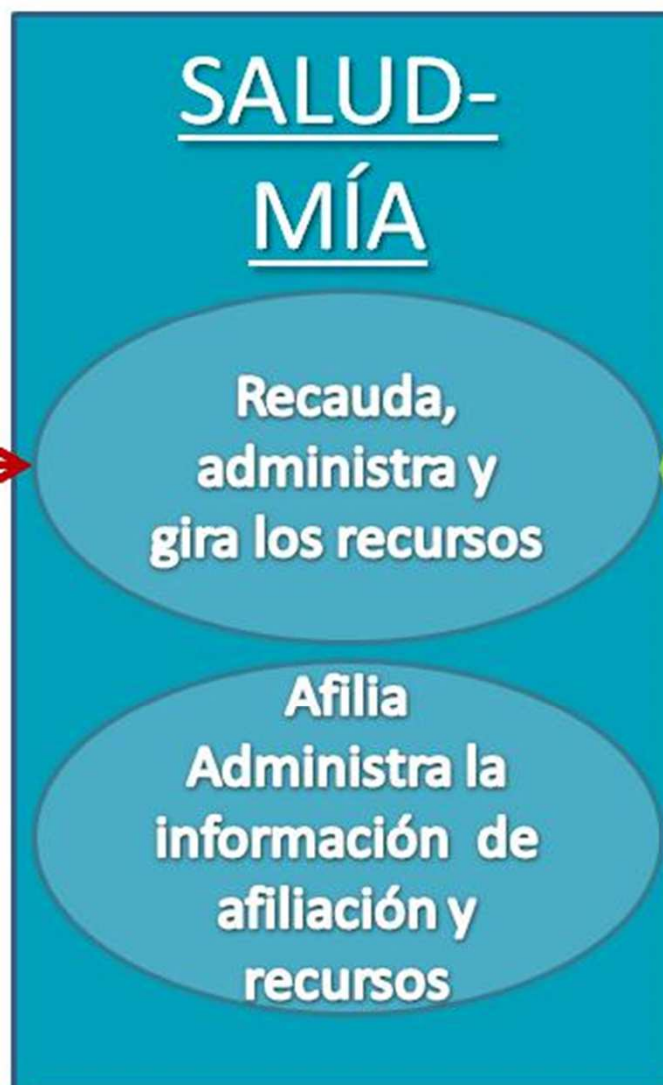 SALUD-
MÍA
Recauda,
administra y
gira los recursos
Afilia
Administra la
información de
afiliación y
recursos